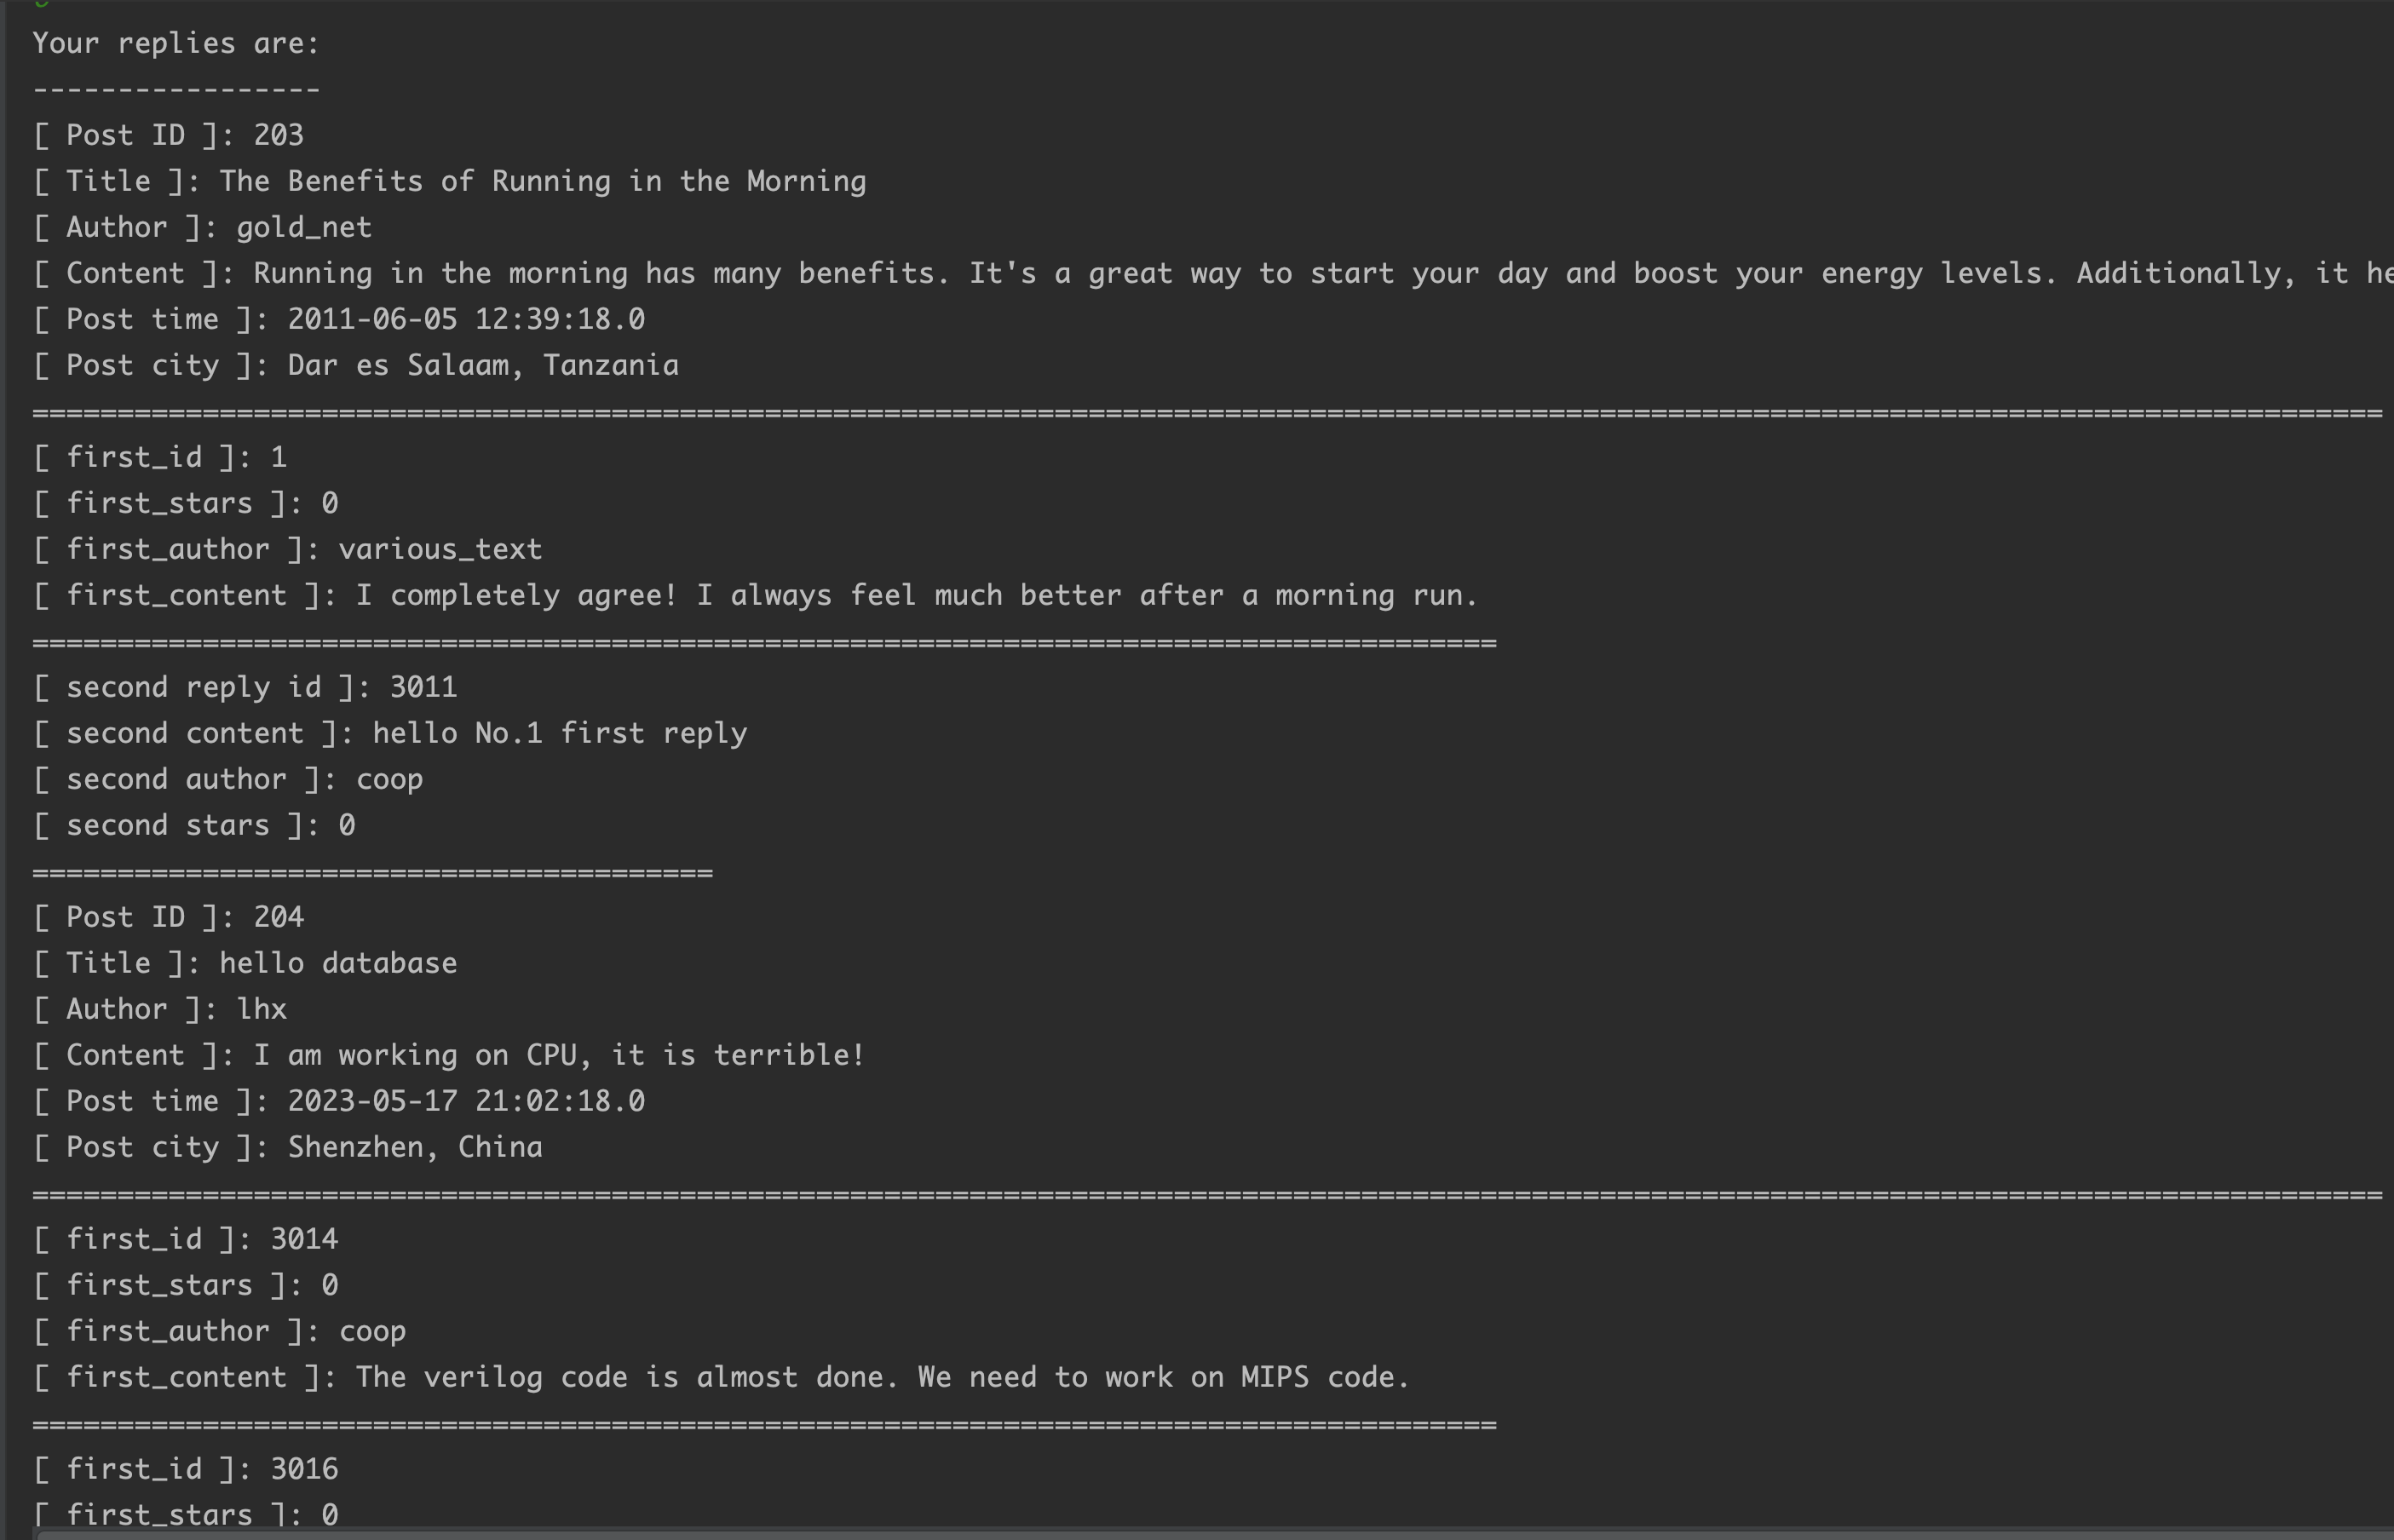 Your replies are:
-----------------
[ Post ID ]: 203
[ Title ]: The Benefits of Running in the Morning
[ Author ]: gold_net
[ Content ]: Running in the morning has many benefits. It's a great way to start your day and boost your energy levels. Additionally, it he
[ Post time ]: 2011-06-05 12:39:18.0
[ Post city ]: Dar es Salaam, Tanzania
==========================================================================================================================================
[ first_id ]: 1
[ first_stars ]: 0
[ first_author ]: various_text
[ first_content ]: I completely agree! I always feel much better after a morning run.
======================================================================================
[ second reply id ]: 3011
[ second content ]: hello No.1 first reply
[ second author ]: coop
[ second stars ]: 0
========================================
[ Post ID ]: 204
[ Title ]: hello database
[ Author ]: lhx
[ Content ]: I am working on CPU, it is terrible!
[ Post time ]: 2023-05-17 21:02:18.0
[ Post city ]: Shenzhen, China
==========================================================================================================================================
[ first_id ]: 3014
[ first_stars ]: 0
[ first_author ]: coop
[ first_content ]: The verilog code is almost done. We need to work on MIPS code.
======================================================================================
[ first_id ]: 3016
[ first_stars ]: 0